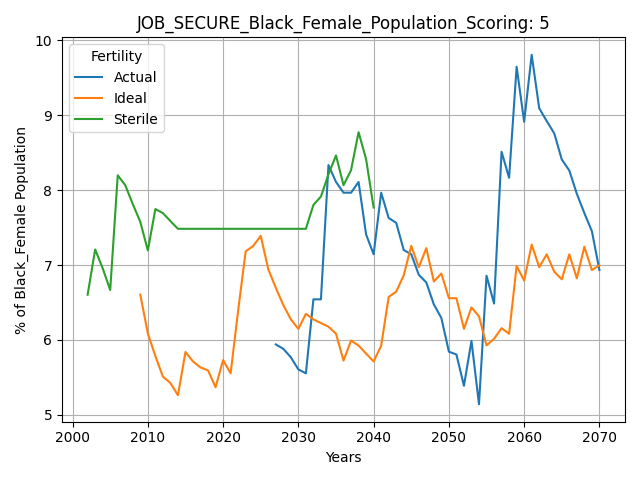 JOB_SECURE_Black_Female_Population_Scoring: 5
Fertility
Actual
Ideal
Sterile
% of Black_Female Population
10
9
8
7
6
5
2000 2010 2020 2030 2040 2050 2060 2070
Years